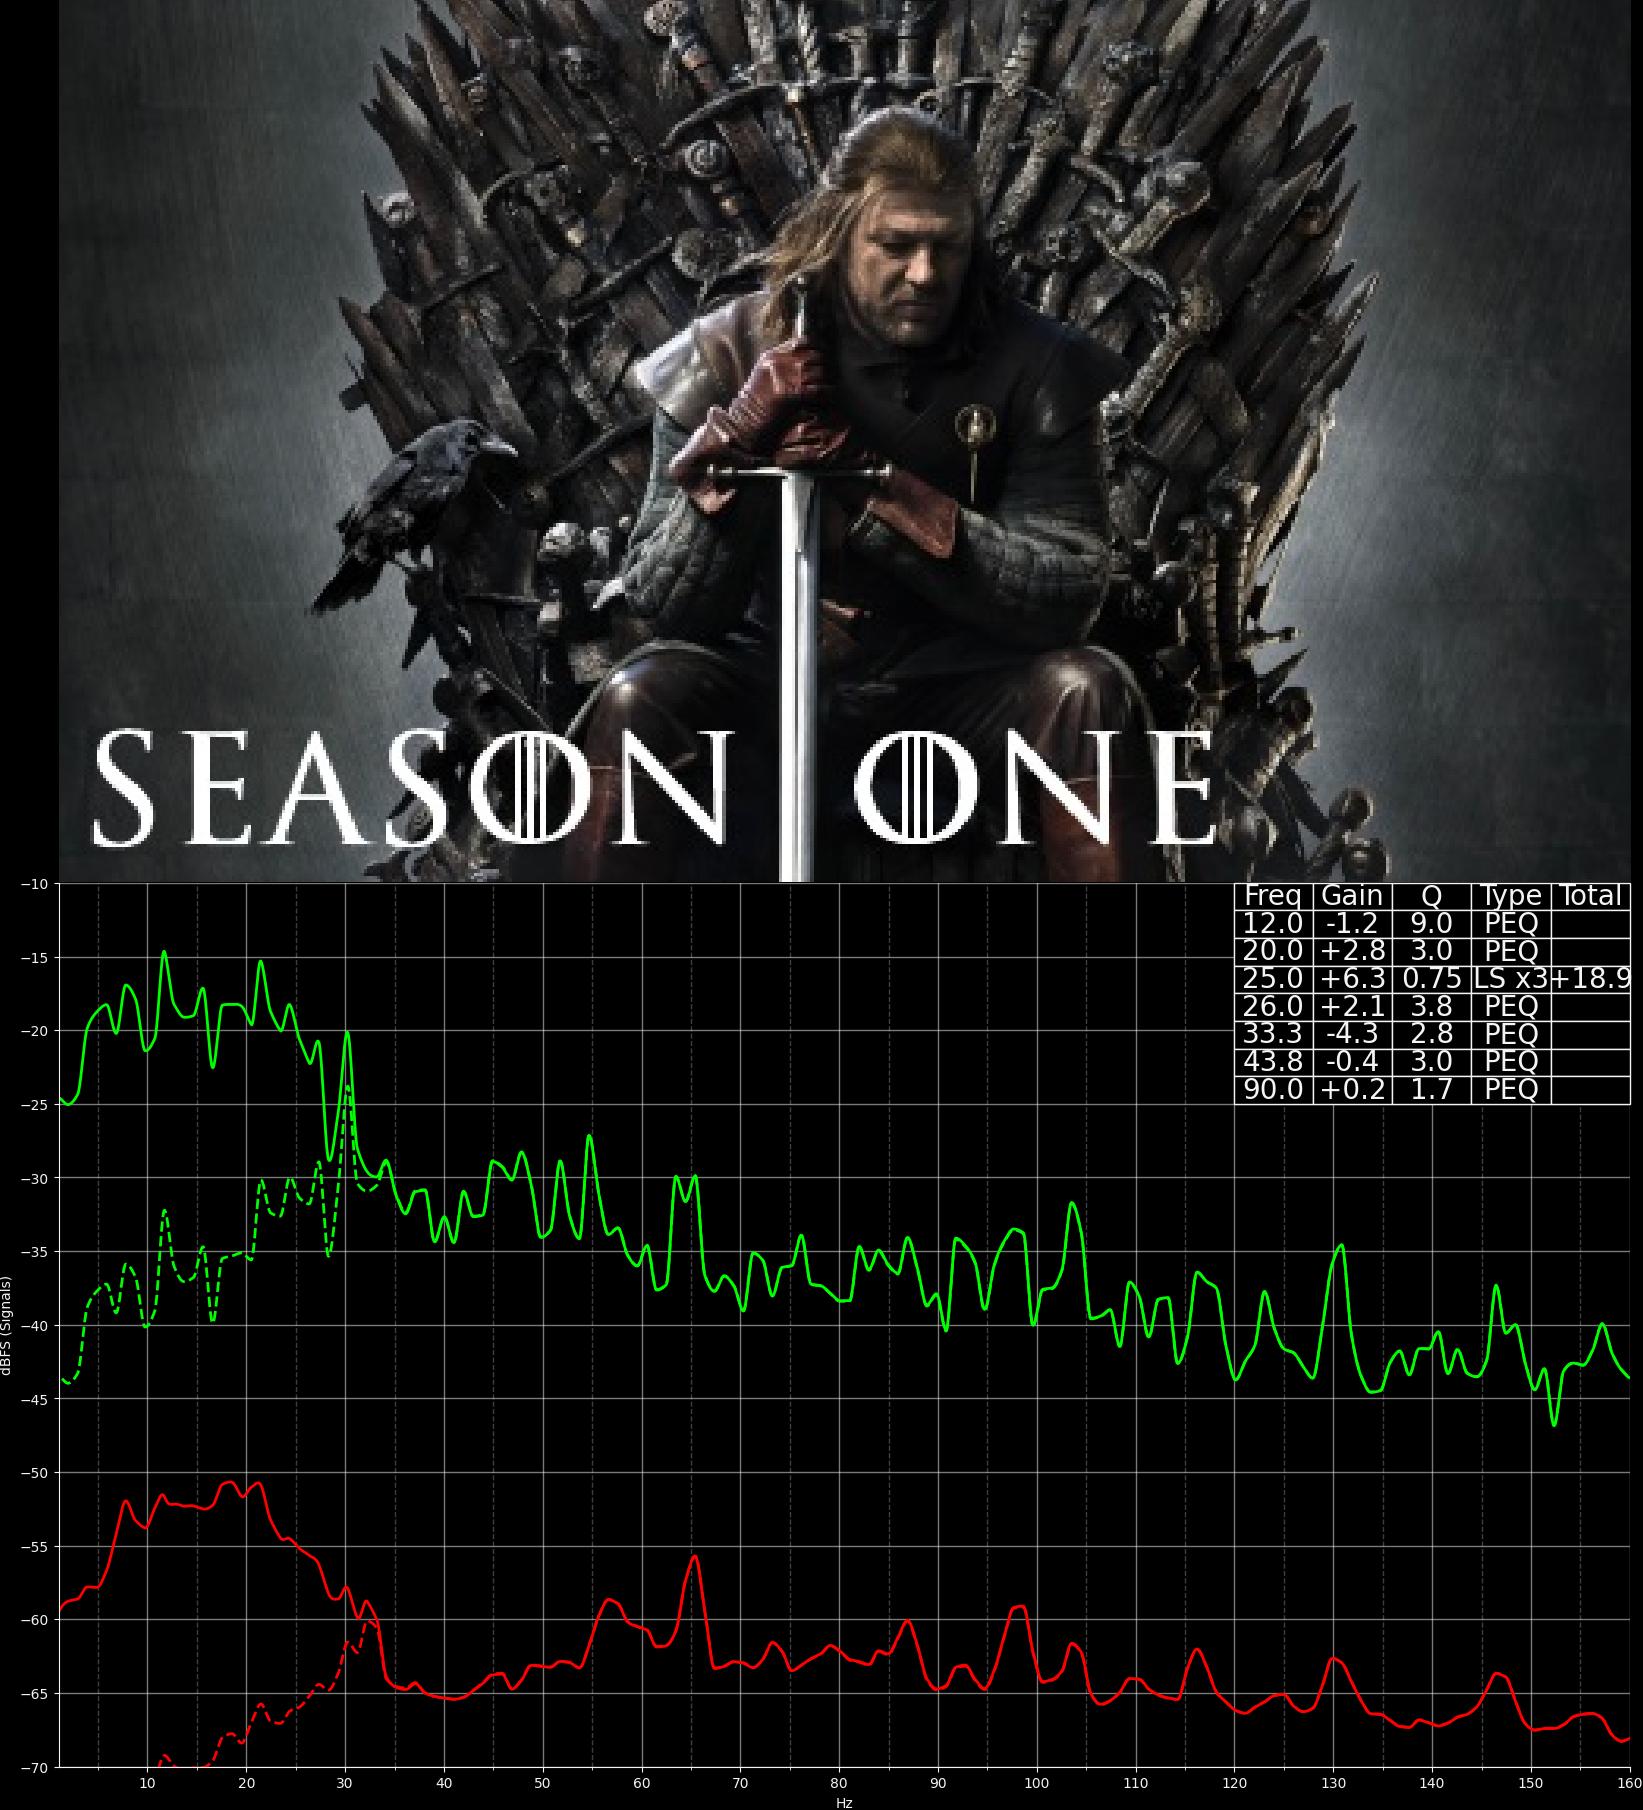 SEASON ONE
Freq Gain Q Type Total
12.0 -1.2 9.0 PEQ
20.0 +2.8 3.0 PEQ
25.0 +6.3 0.75 LS x3 +18.9
26.0 +2.1 3.8 PEQ
33.3 -4.3 2.8 PEQ
43.8 -0.4 3.0 PEQ
90.0 +0.2 1.7 PEQ
−10
−15
−20
−25
−30
−35
−40
−45
−50
−55
−60
−65
−70
dBFS (Signals)
10 20 30 40 50 60 70 80 90 100 110 120 130 140 150 160
Hz